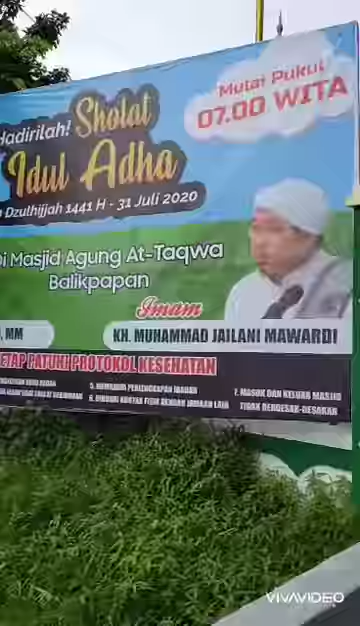 Hadirilah! Sholat
Idul Adha
Dzulhijjah 1441 H - 31 Juli 2020
Mulai Pukul
07.00 WITA
Di Masjid Agung At-Taqwa
Balikpapan
Imam
, MM
KH. MUHAMMAD JAILANI MAWARDI
TETAP PATUHI PROTOKOL KESEHATAN
5. MEMBAWA PERLENGKAPAN IBADAH
6. HINDARI KONTAK FISIK DENGAN JAMAAH LAIN
7. MASUK DAN KELUAR MASJID
TIDAK BERDESAK-DESAKAN
VIVAVIDEO